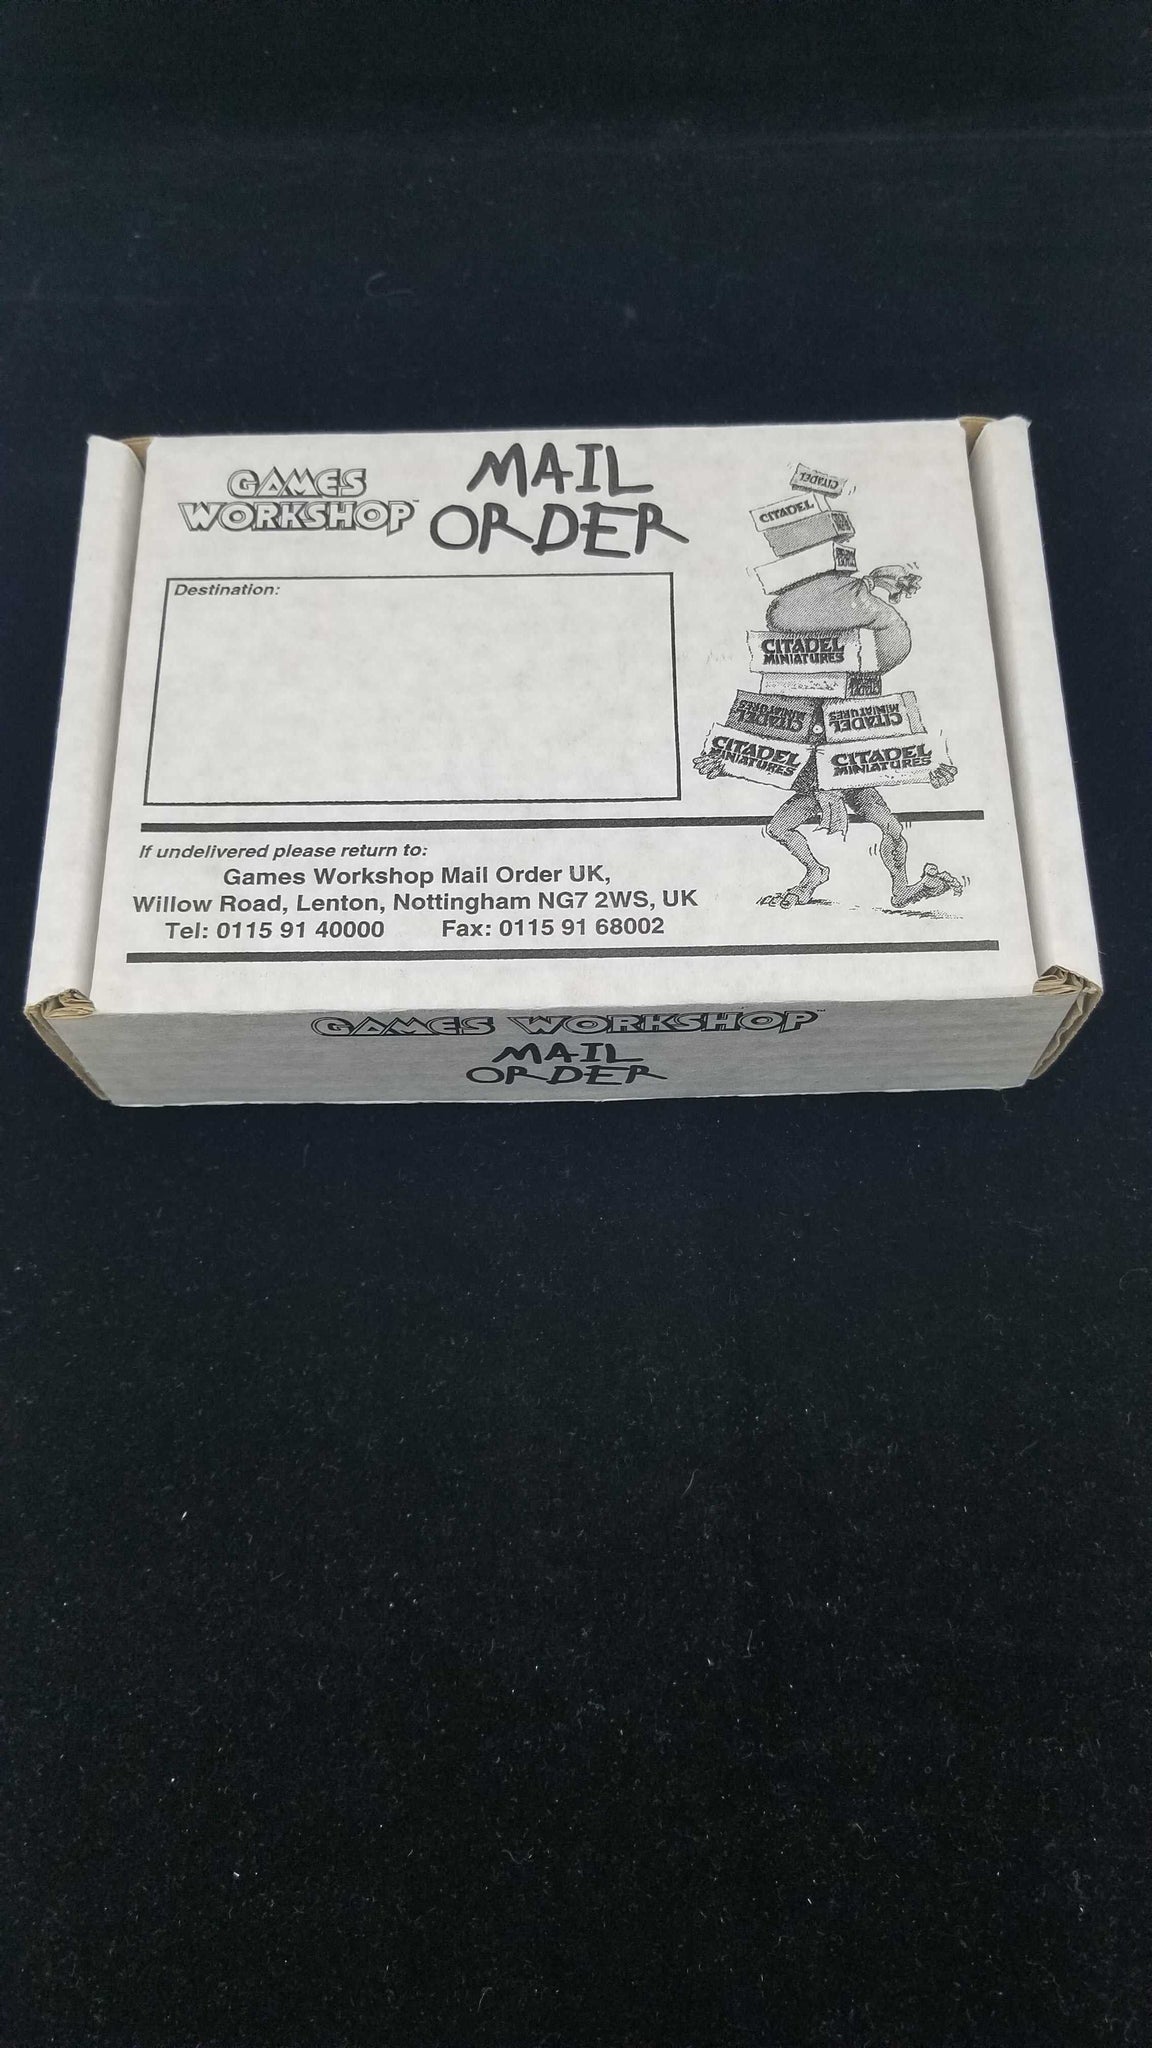 GAMES WORKSHOP™
MAIL ORDER
Destination:
CITADEL
CITADEL
CITADEL MINIATURES
CITADEL MINIATURES
CITADEL MINIATURES
CITADEL MINIATURES
CITADEL MINIATURES
If undelivered please return to:
Games Workshop Mail Order UK,
Willow Road, Lenton, Nottingham NG7 2WS, UK
Tel: 0115 91 40000 Fax: 0115 91 68002
GAMES WORKSHOP™
MAIL
ORDER